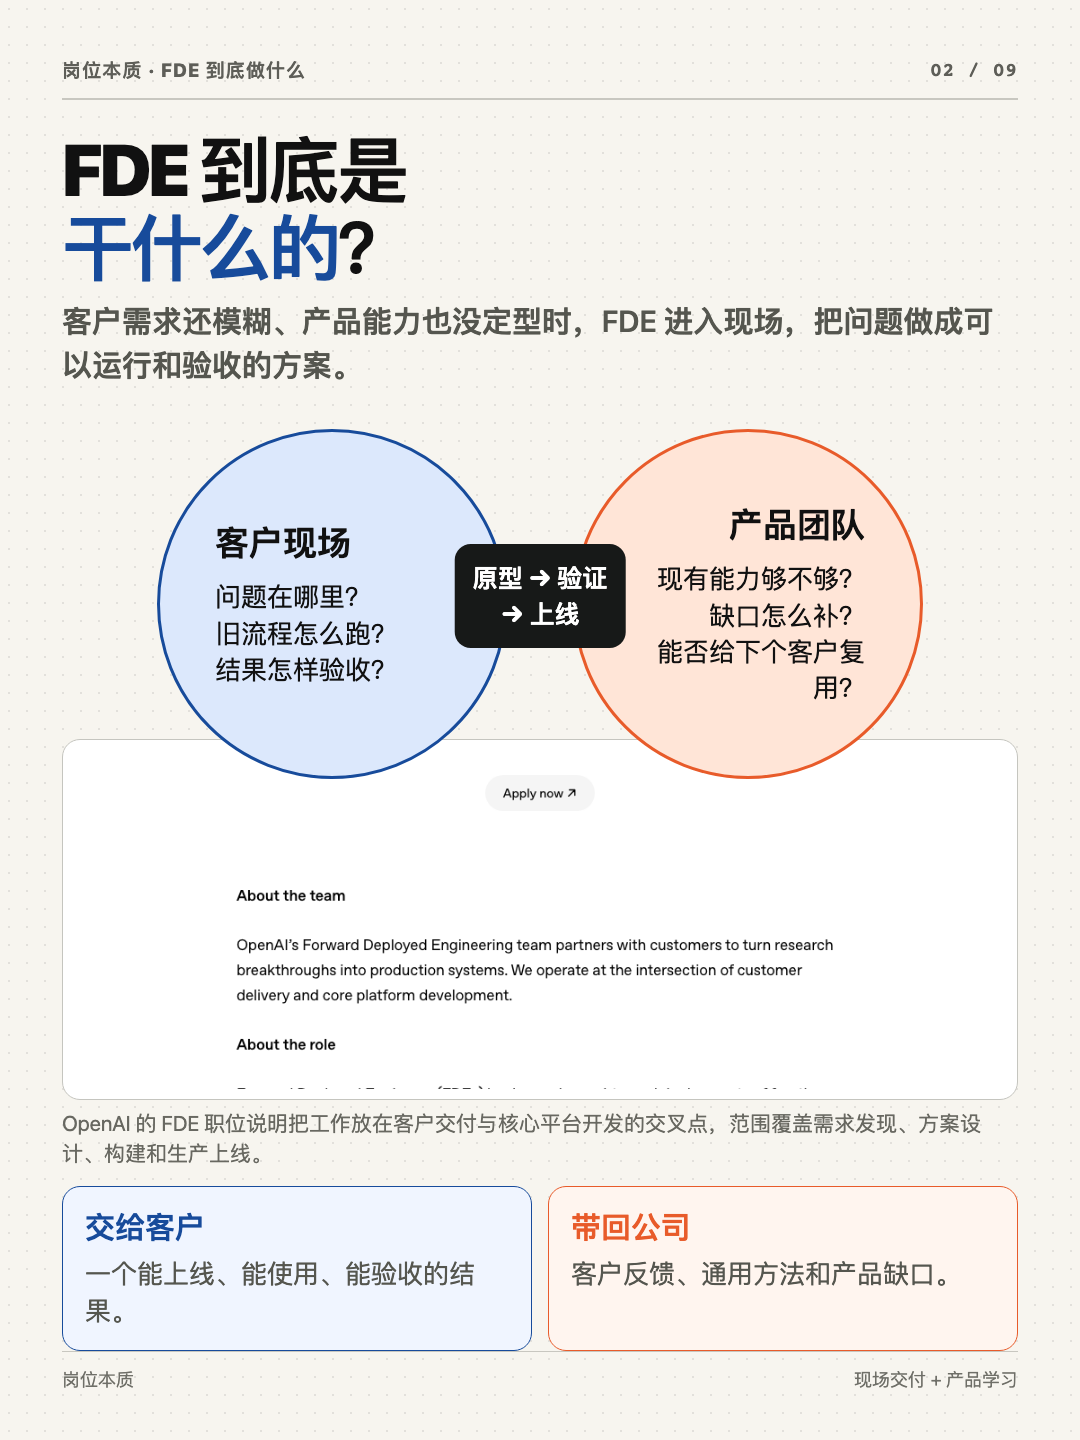 岗位本质 · FDE 到底做什么
02 / 09
FDE 到底是
干什么的?
客户需求还模糊、产品能力也没定型时，FDE 进入现场，把问题做成可
以运行和验收的方案。
客户现场
问题在哪里?
旧流程怎么跑?
结果怎样验收?
原型 → 验证
→ 上线
产品团队
现有能力够不够?
缺口怎么补?
能否给下个客户复
用?
Apply now ↗
About the team
OpenAI’s Forward Deployed Engineering team partners with customers to turn research
breakthroughs into production systems. We operate at the intersection of customer
delivery and core platform development.
About the role
OpenAI 的 FDE 职位说明把工作放在客户交付与核心平台开发的交叉点，范围覆盖需求发现、方案设
计、构建和生产上线。
交给客户
一个能上线、能使用、能验收的结
果。
带回公司
客户反馈、通用方法和产品缺口。
岗位本质
现场交付 + 产品学习